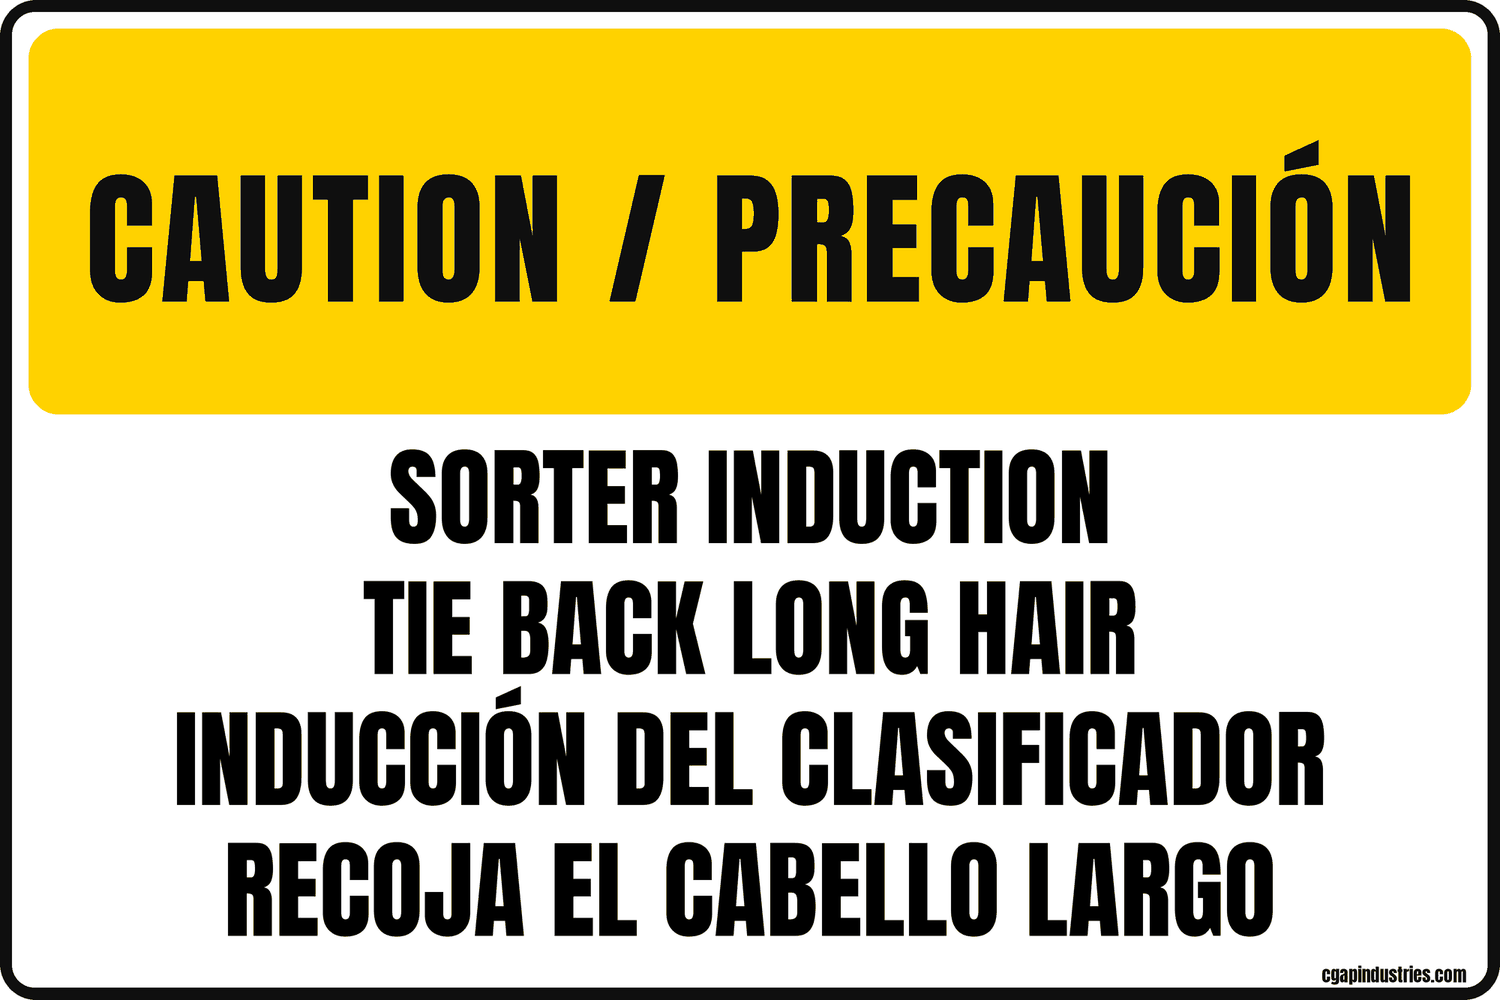 CAUTION / PRECAUCIÓN
SORTER INDUCTION
TIE BACK LONG HAIR
INDUCCIÓN DEL CLASIFICADOR
RECOJA EL CABELLO LARGO
cgapindustries.com